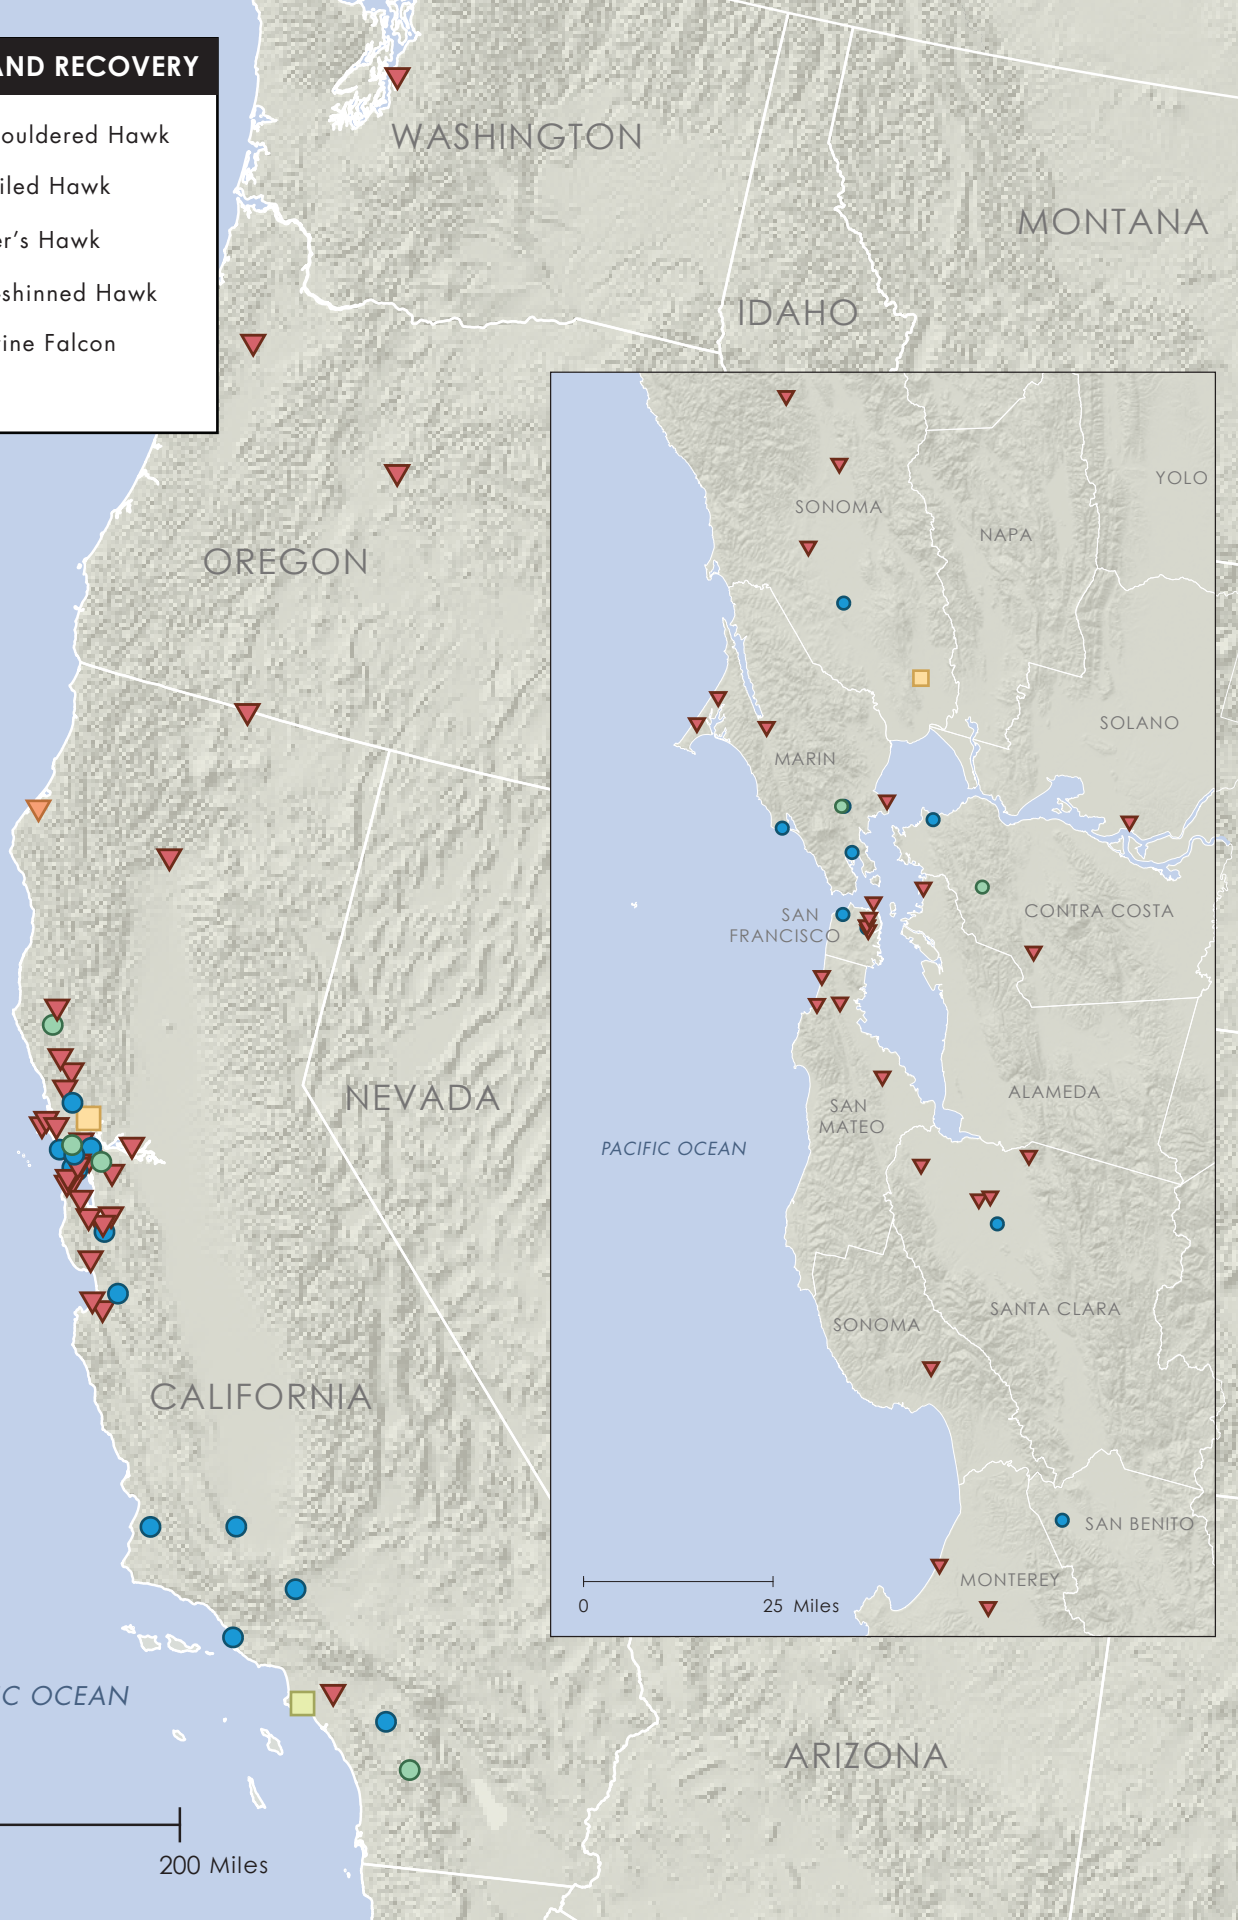 AND RECOVERY
ouldered Hawk
iled Hawk
er's Hawk
shinned Hawk
ine Falcon
WASHINGTON
MONTANA
IDAHO
OREGON
NEVADA
CALIFORNIA
ARIZONA
C OCEAN
200 Miles
YOLO
SONOMA
NAPA
SOLANO
MARIN
CONTRA COSTA
SAN
FRANCISCO
ALAMEDA
SAN
MATEO
PACIFIC OCEAN
SANTA CLARA
SONOMA
SAN BENITO
MONTEREY
0 25 Miles